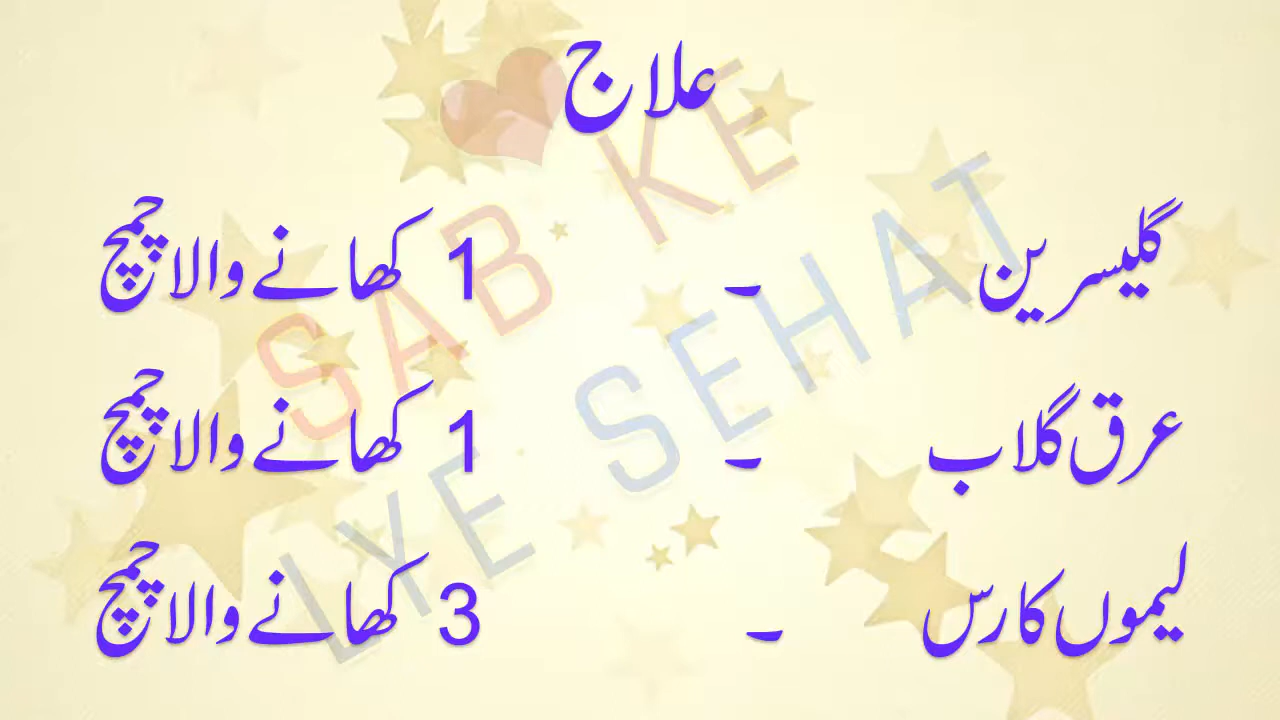 علاج
گلیسرین ۔ 1 کھانے والا چمچ
عرق گلاب ۔ 1 کھانے والا چمچ
لیموں کا رس ۔ 3 کھانے والا چمچ
SAB KE
LYE SEHAT